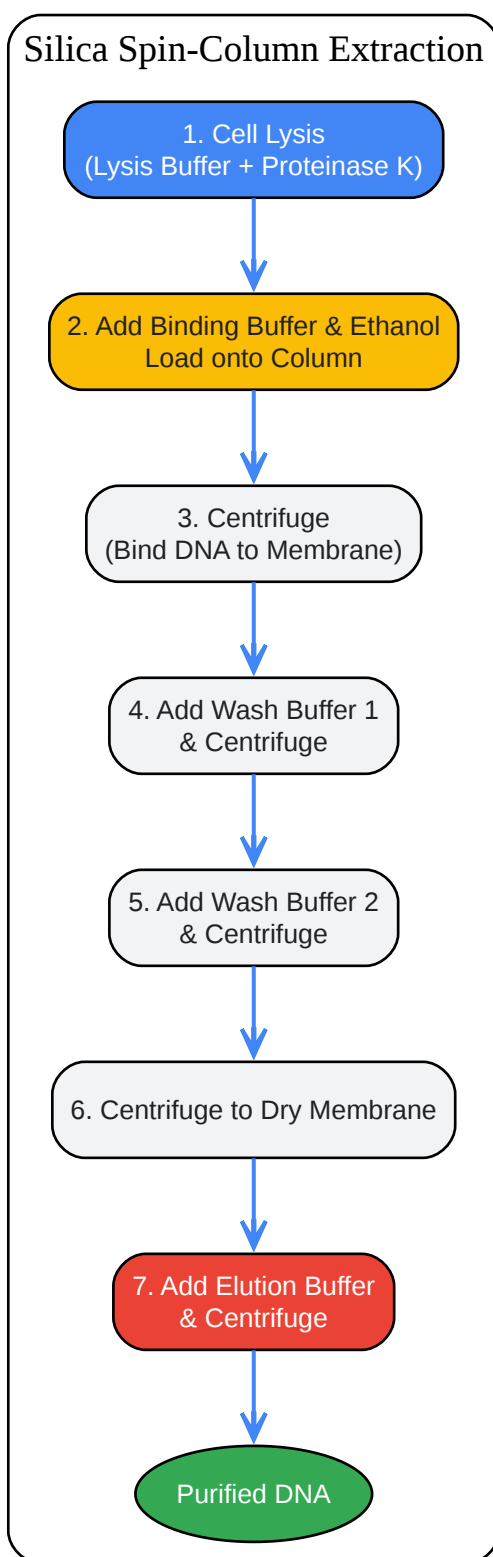 Silica Spin-Column Extraction
1. Cell Lysis
(Lysis Buffer + Proteinase K)
2. Add Binding Buffer & Ethanol
Load onto Column
3. Centrifuge
(Bind DNA to Membrane)
4. Add Wash Buffer 1
& Centrifuge
5. Add Wash Buffer 2
& Centrifuge
6. Centrifuge to Dry Membrane
7. Add Elution Buffer
& Centrifuge
Purified DNA